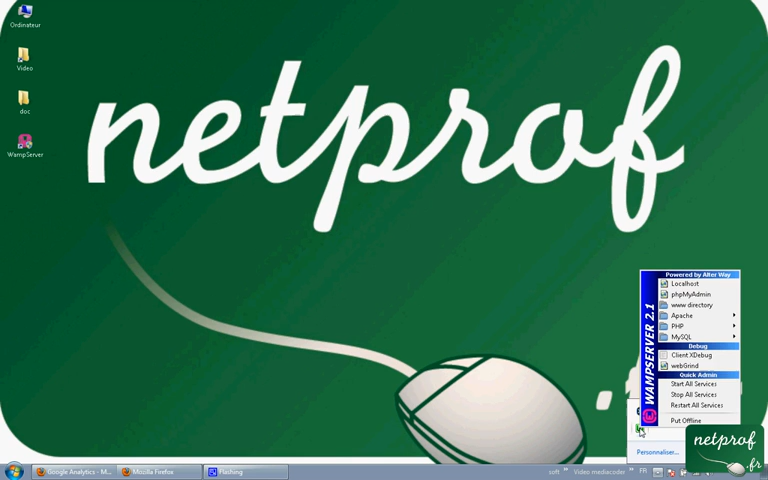 Ordinateur
Video
doc
WampServer
netprof
Powered by Alter Way
Localhost
phpMyAdmin
www directory
Apache
PHP
MySQL
Debug
Client XDebug
webGrind
Quick Admin
Start All Services
Stop All Services
Restart All Services
Put Offline
WAMPSERVER 2.1
Personnaliser...
netprof
.fr
Google Analytics - M...
Mozilla Firefox
Flashing
soft
Video mediacoder
FR